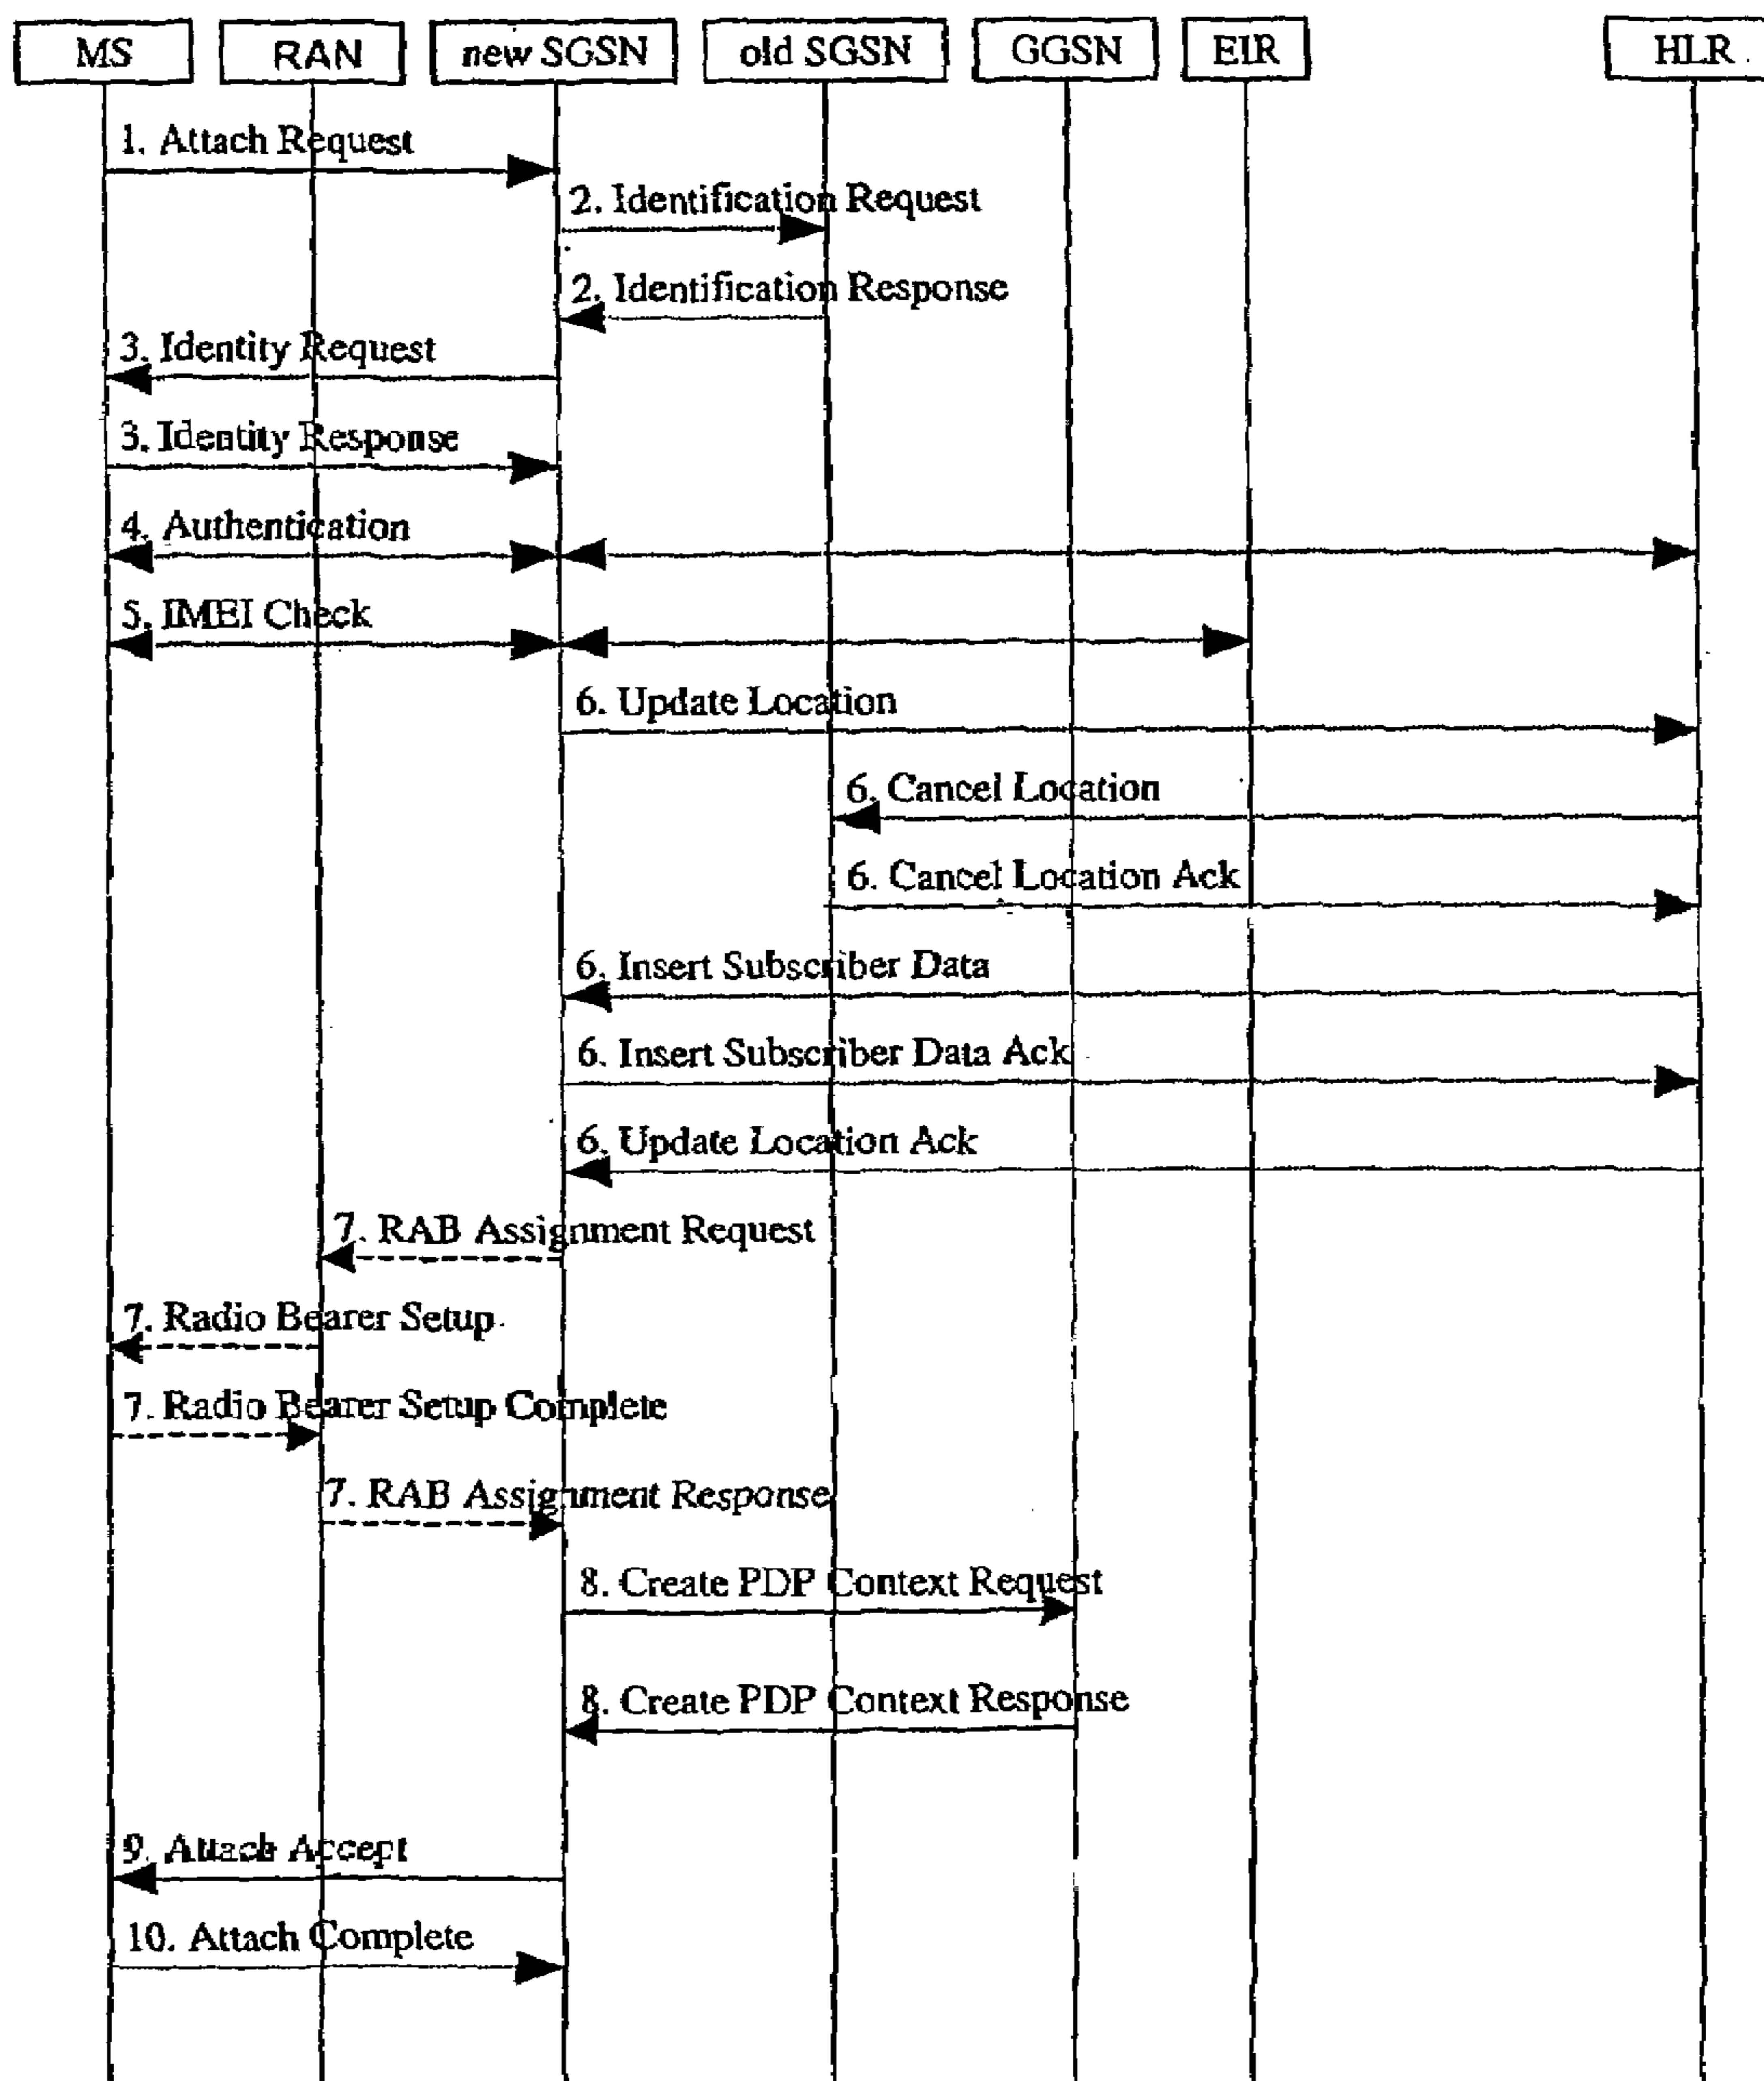 MS RAN new SGSN old SGSN GGSN EIR HLR
1. Attach Request
2. Identification Request
2. Identification Response
3. Identity Request
3. Identity Response
4. Authentication
5. IMEI Check
6. Update Location
6. Cancel Location
6. Cancel Location Ack
6. Insert Subscriber Data
6. Insert Subscriber Data Ack
6. Update Location Ack
7. RAB Assignment Request
7. Radio Bearer Setup
7. Radio Bearer Setup Complete
7. RAB Assignment Response
8. Create PDP Context Request
8. Create PDP Context Response
9. Attach Accept
10. Attach Complete